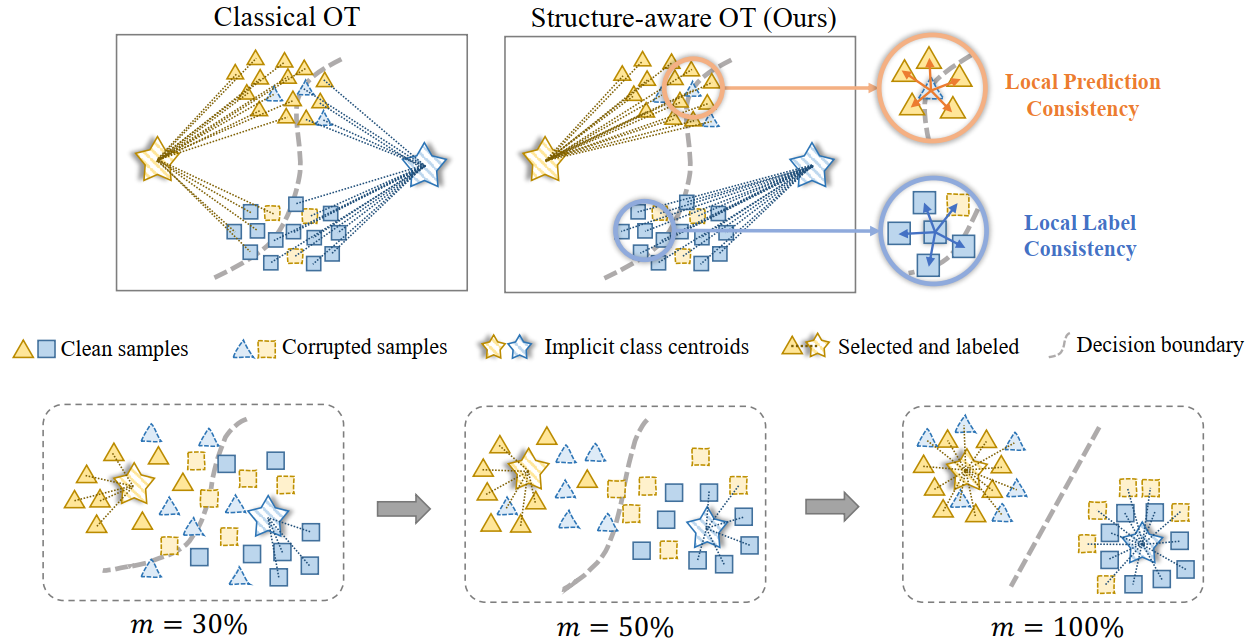 Classical OT
Structure-aware OT (Ours)
Local Prediction
Consistency
Local Label
Consistency
Clean samples
Corrupted samples
Implicit class centroids
Selected and labeled
Decision boundary
m = 30%
m = 50%
m = 100%